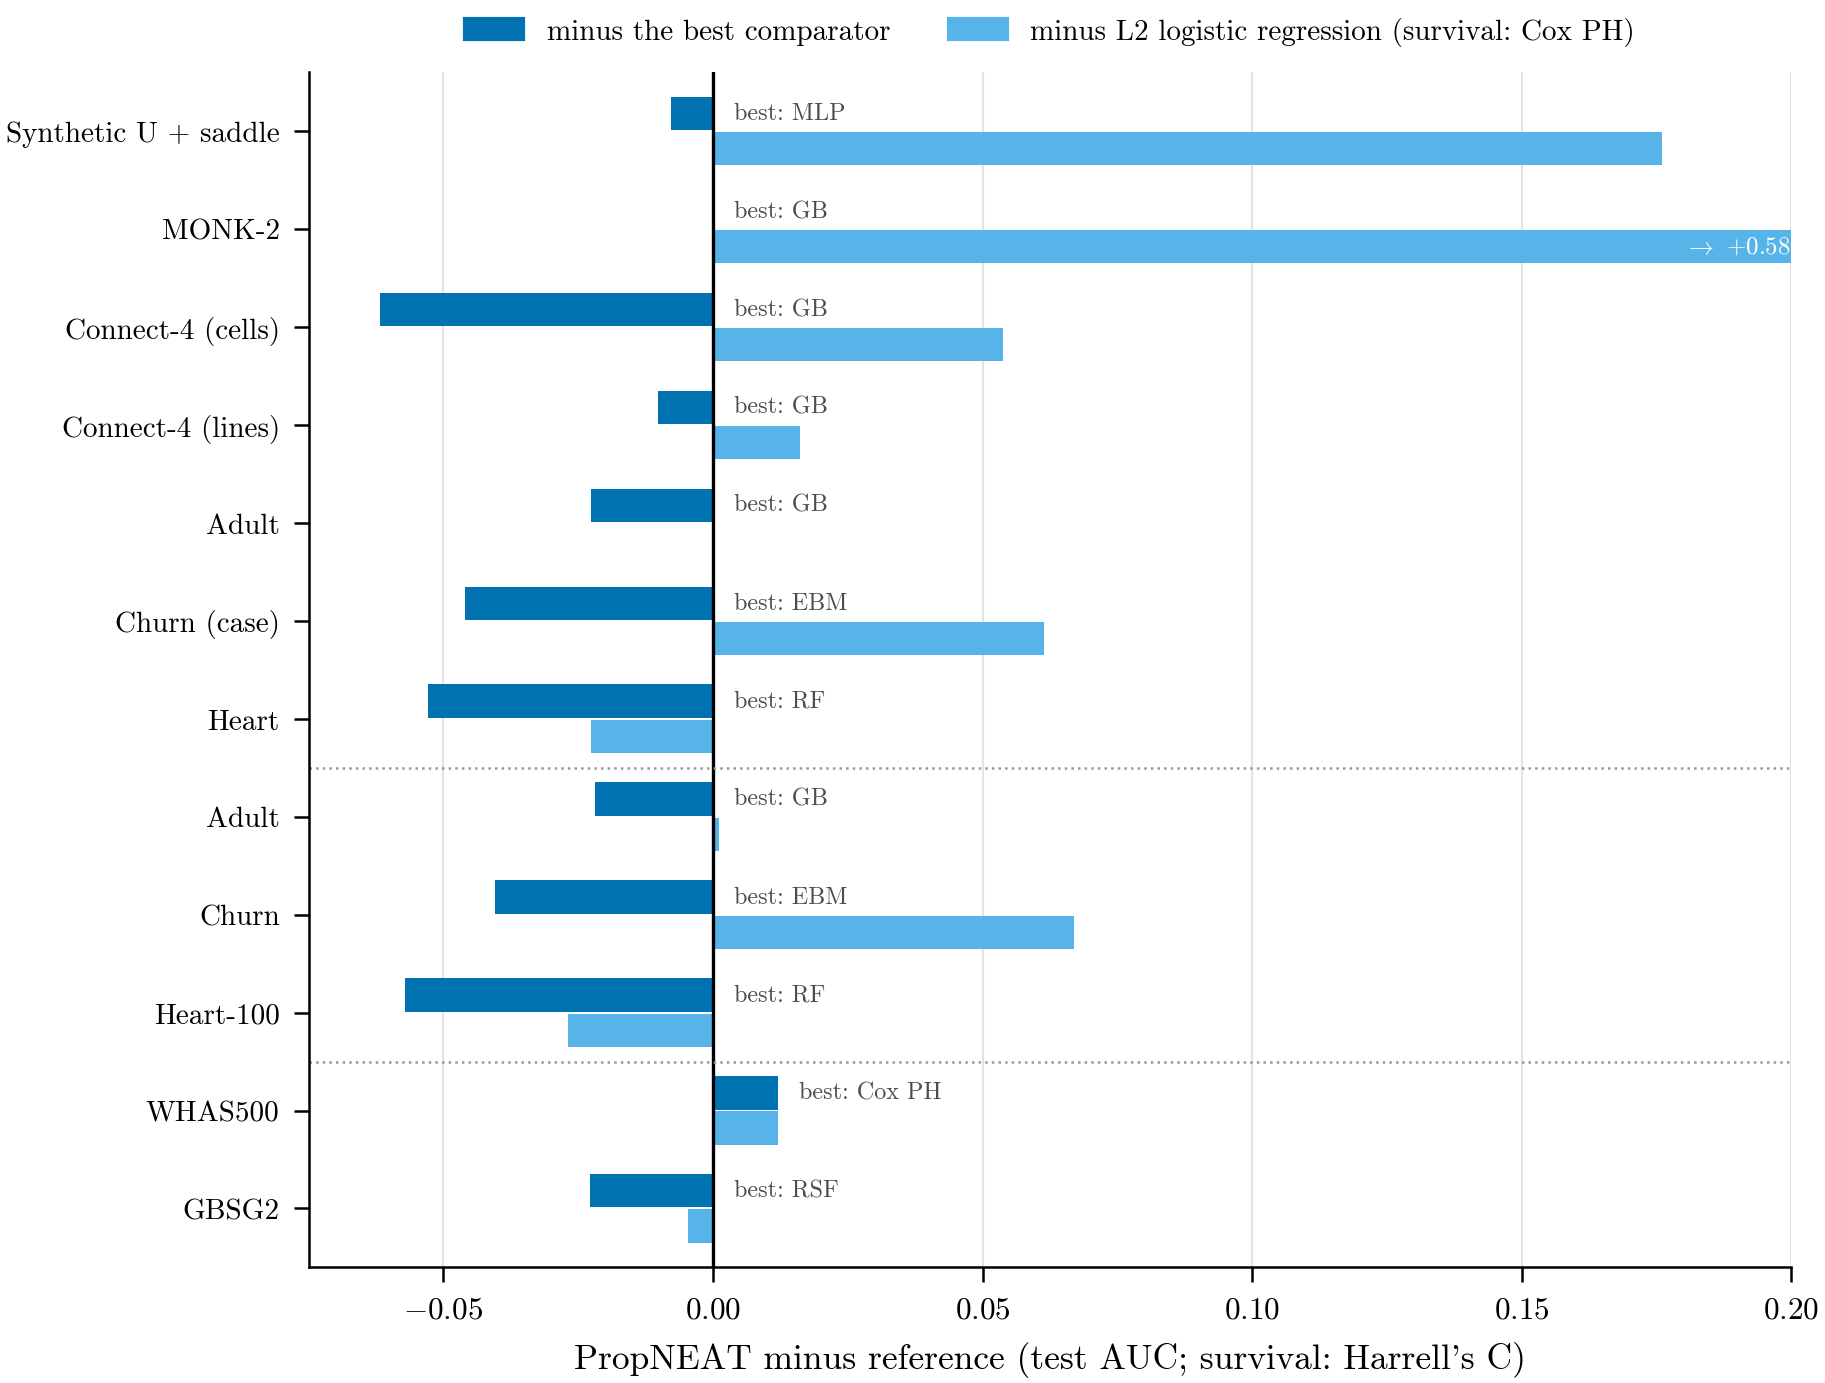 minus the best comparator
minus L2 logistic regression (survival: Cox PH)
Synthetic U + saddle
best: MLP
MONK-2
best: GB
→ +0.58
Connect-4 (cells)
best: GB
Connect-4 (lines)
best: GB
Adult
best: GB
Churn (case)
best: EBM
Heart
best: RF
Adult
best: GB
Churn
best: EBM
Heart-100
best: RF
WHAS500
best: Cox PH
GBSG2
best: RSF
−0.05 0.00 0.05 0.10 0.15 0.20
PropNEAT minus reference (test AUC; survival: Harrell's C)